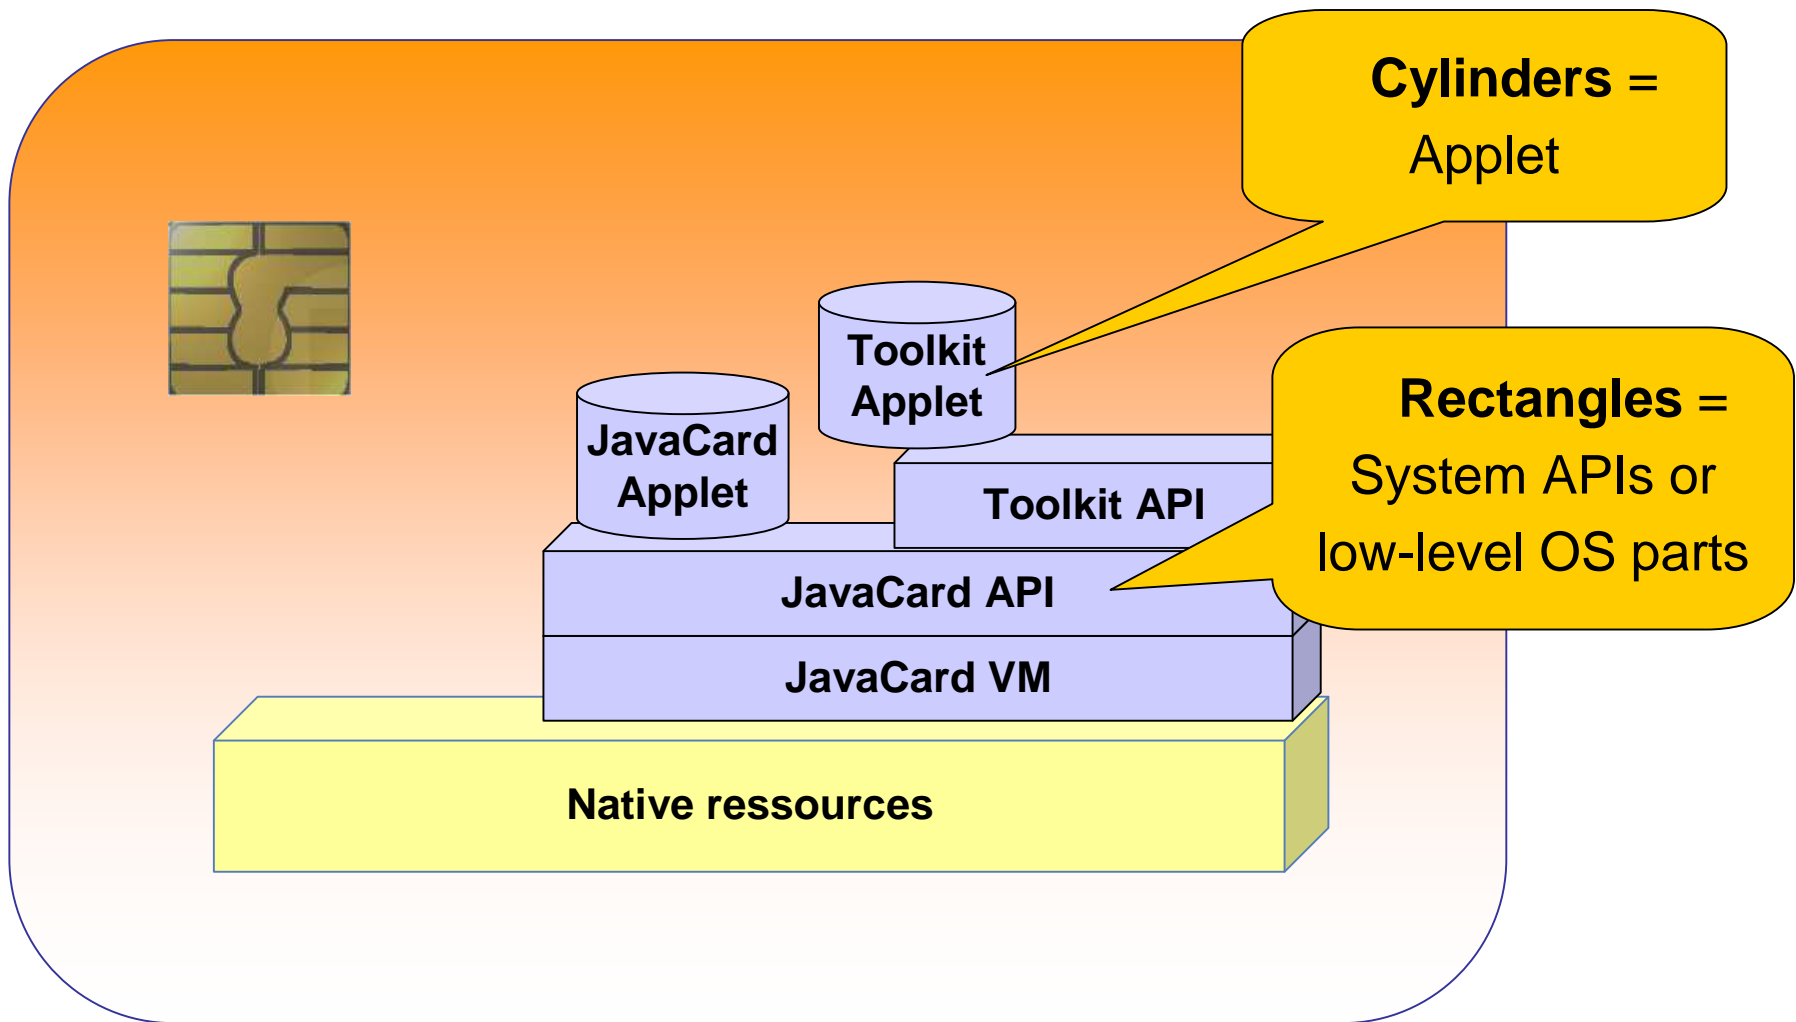 Cylinders =
Applet
Toolkit
Applet
Rectangles =
System APIs or
low-level OS parts
JavaCard
Applet
Toolkit API
JavaCard API
JavaCard VM
Native ressources